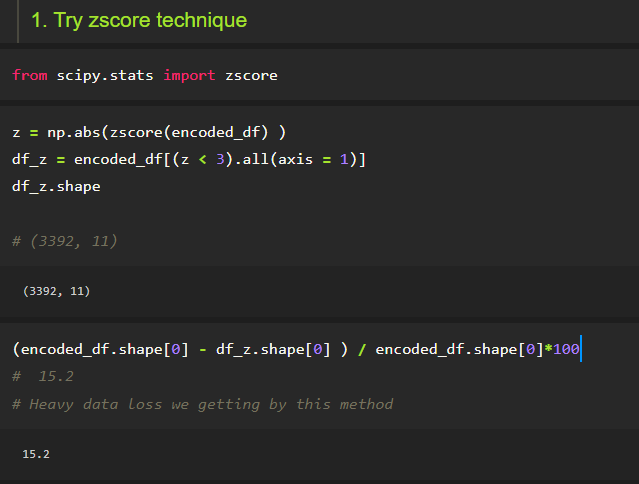 1. Try zscore technique
from scipy.stats import zscore
z = np.abs(zscore(encoded_df) )
df_z = encoded_df[(z < 3).all(axis = 1)]
df_z.shape
# (3392, 11)
(3392, 11)
(encoded_df.shape[0] - df_z.shape[0] ) / encoded_df.shape[0]*100
#  15.2
# Heavy data loss we getting by this method
15.2